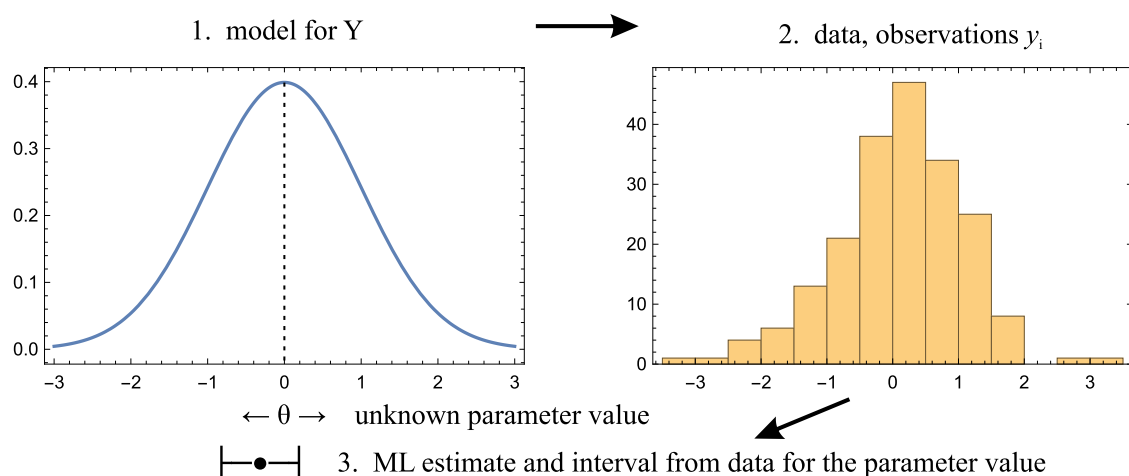 1. model for Y
2. data, observations yᵢ
0.4
0.3
0.2
0.1
0.0
−3 −2 −1 0 1 2 3
40
30
20
10
0
−3 −2 −1 0 1 2 3
← θ → unknown parameter value
3. ML estimate and interval from data for the parameter value